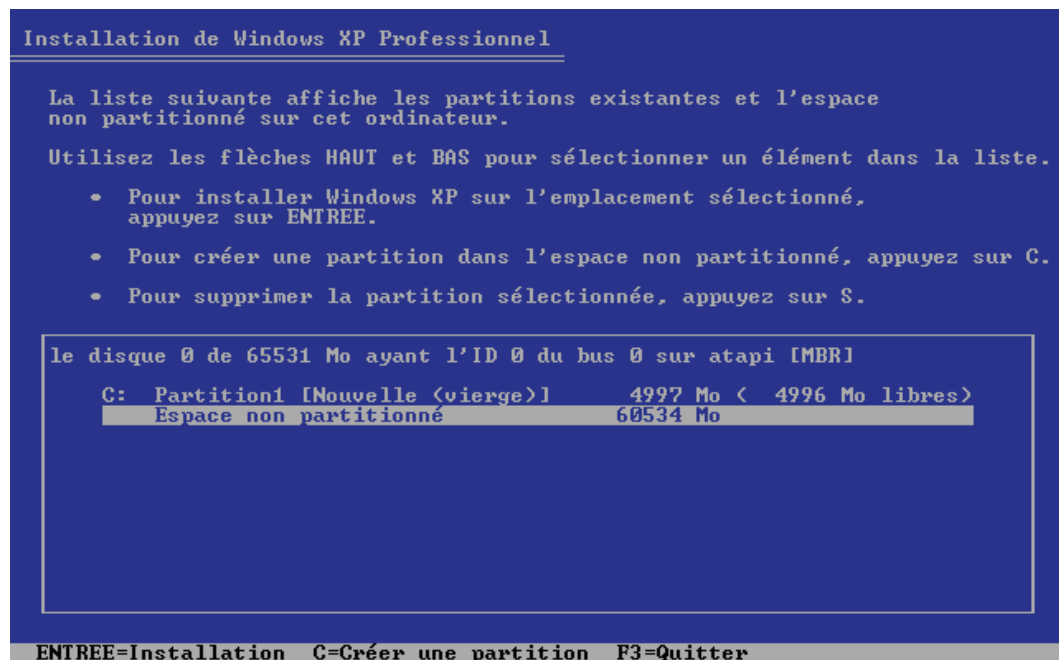 Installation de Windows XP Professionnel
La liste suivante affiche les partitions existantes et l'espace
non partitionné sur cet ordinateur.
Utilisez les flèches HAUT et BAS pour sélectionner un élément dans la liste.
• Pour installer Windows XP sur l'emplacement sélectionné,
appuyez sur ENTREE.
• Pour créer une partition dans l'espace non partitionné, appuyez sur C.
• Pour supprimer la partition sélectionnée, appuyez sur S.
le disque 0 de 65531 Mo ayant l'ID 0 du bus 0 sur atapi [MBR]
C: Partition1 [Nouvelle (vierge)] 4997 Mo ( 4996 Mo libres)
Espace non partitionné 60534 Mo
ENTREE=Installation C=Créer une partition F3=Quitter